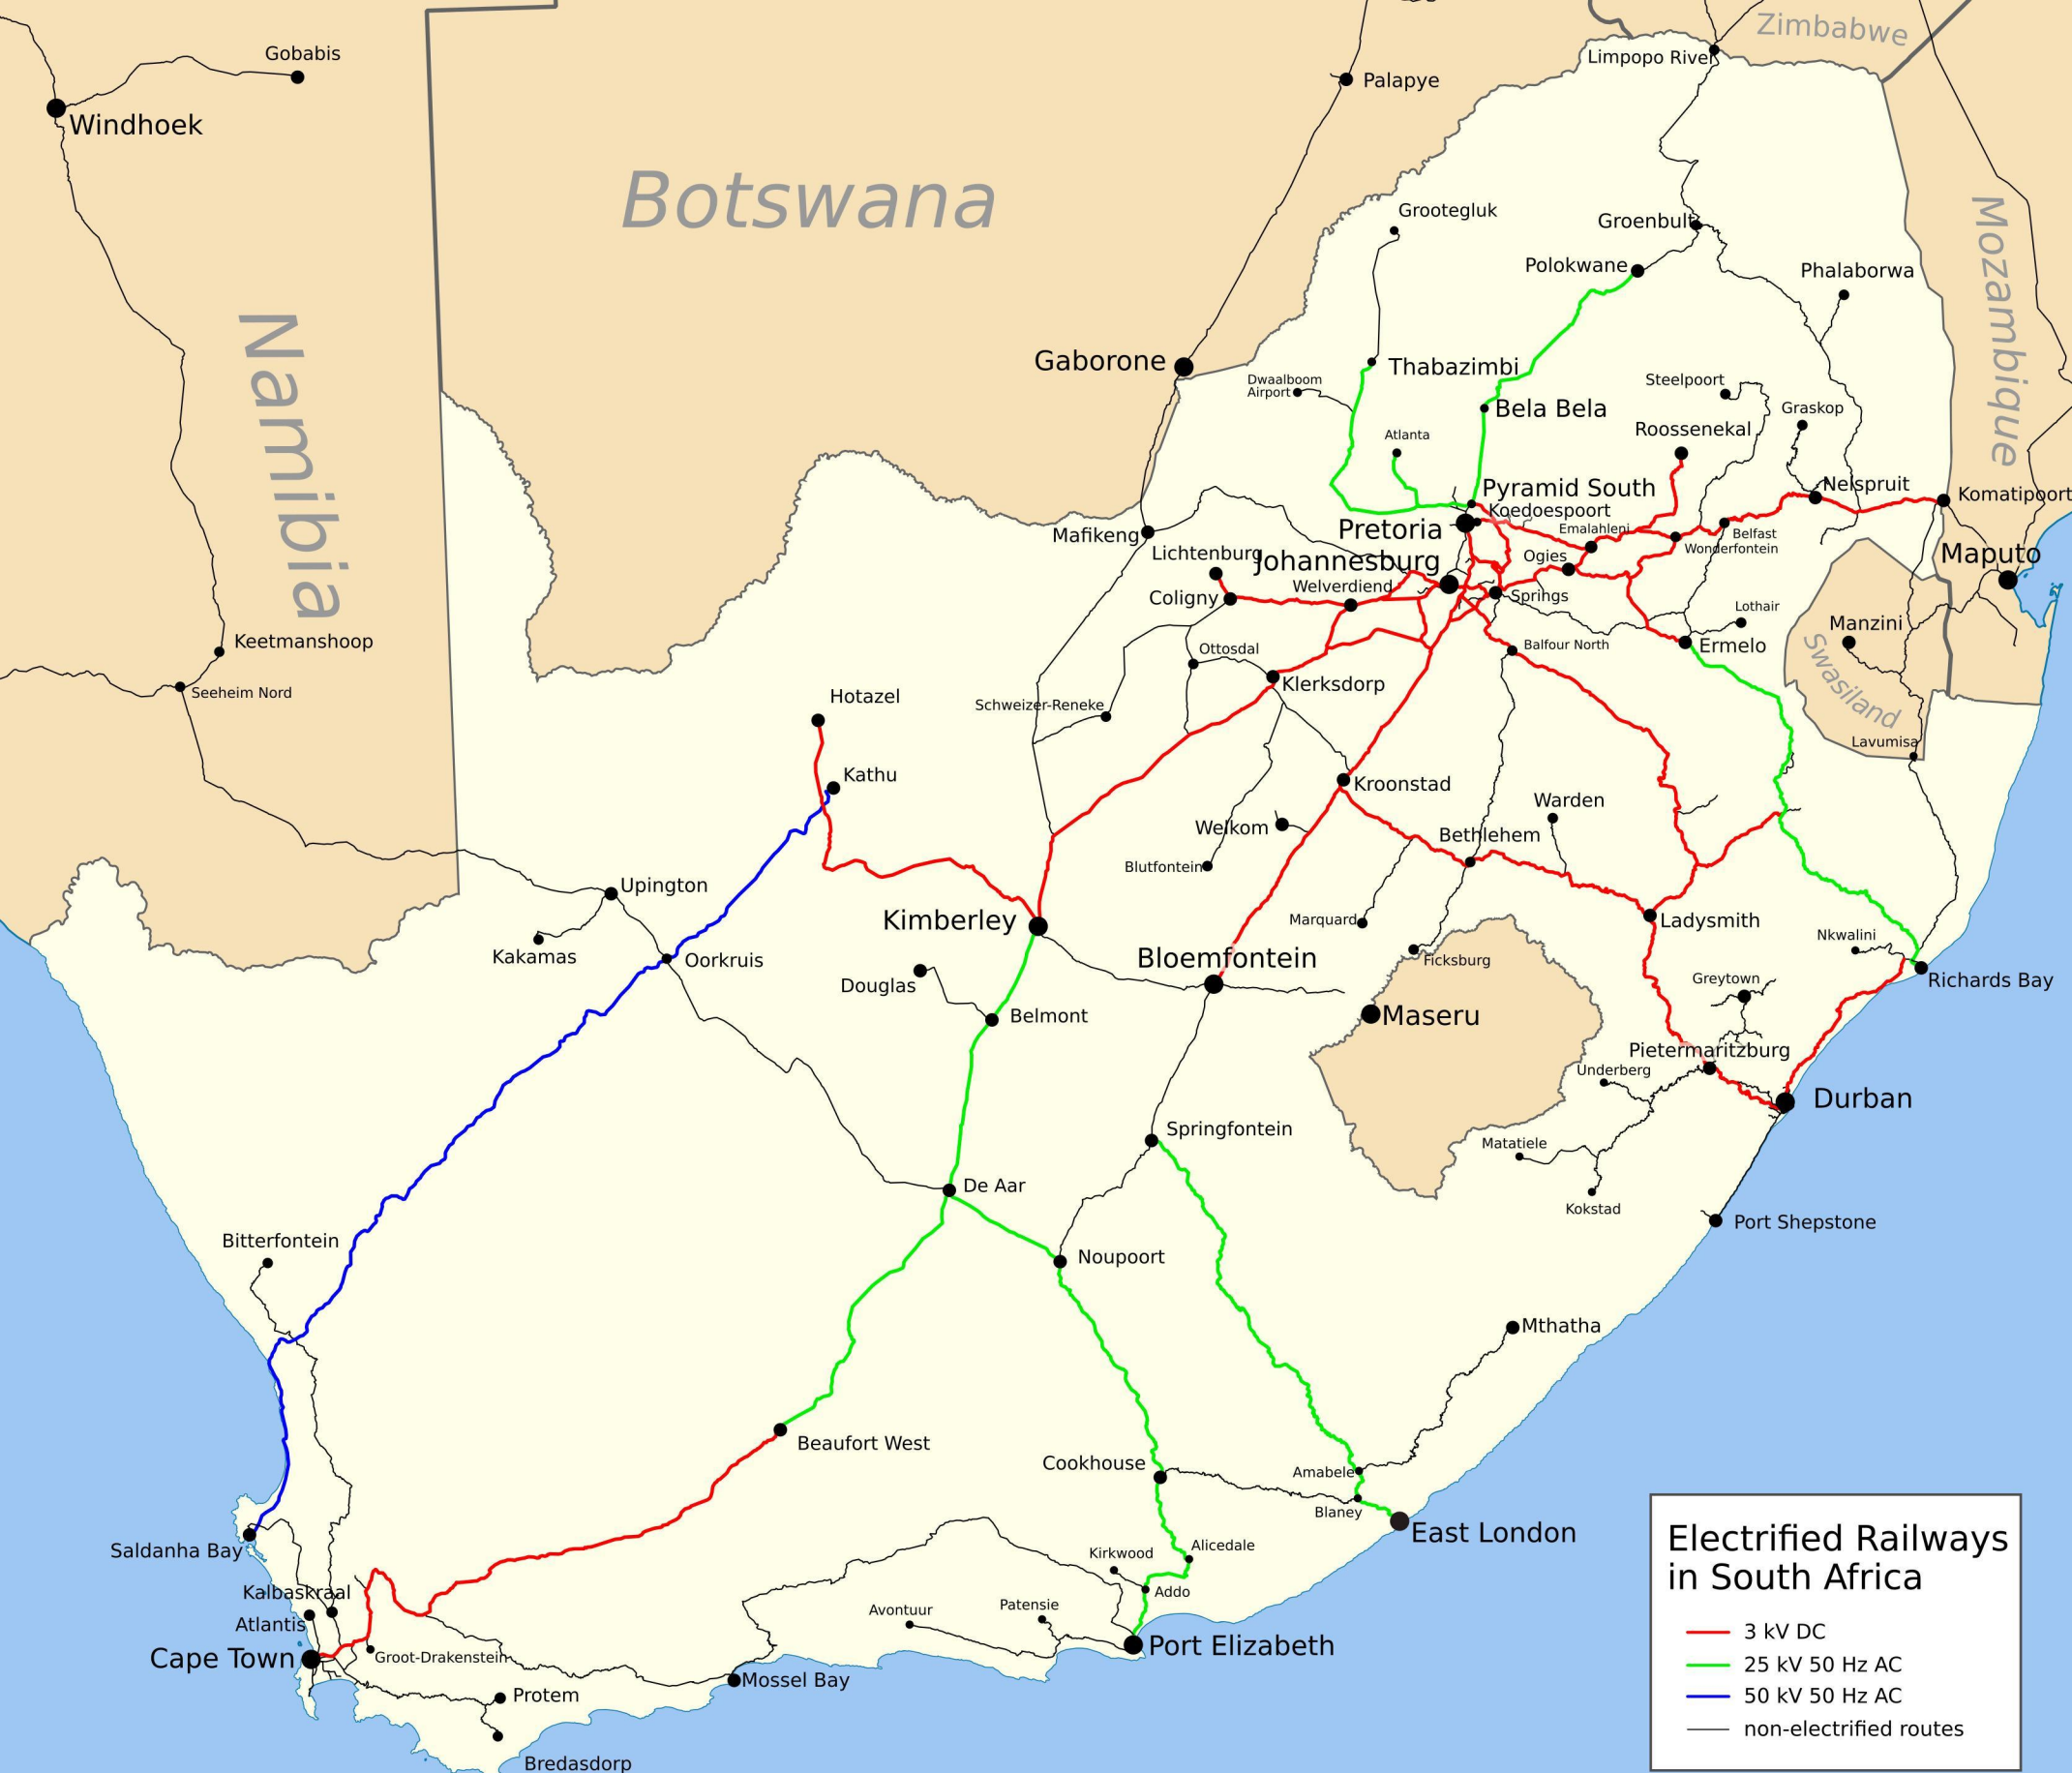 Zimbabwe
Gobabis
Limpopo River
Palapye
Windhoek
Botswana
Mozambique
Grootegluk
Groenbult
Polokwane
Phalaborwa
Namibia
Gaborone
Thabazimbi
Dwaalboom
Airport
Steelpoort
Bela Bela
Graskop
Atlanta
Roossenekal
Pyramid South
Nelspruit
Komatipoort
Koedoespoort
Pretoria
Emalahleni
Mafikeng
Belfast
Wonderfontein
Lichtenburg
Johannesburg
Ogies
Maputo
Welverdiend
Coligny
Springs
Lothair
Manzini
Keetmanshoop
Swasiland
Ottosdal
Balfour North
Ermelo
Seeheim Nord
Klerksdorp
Hotazel
Schweizer-Reneke
Lavumisa
Kathu
Kroonstad
Warden
Welkom
Bethlehem
Blutfontein
Upington
Kimberley
Marquard
Ladysmith
Nkwalini
Kakamas
Oorkruis
Bloemfontein
Ficksburg
Douglas
Greytown
Richards Bay
Belmont
Maseru
Pietermaritzburg
Underberg
Durban
Springfontein
Matatiele
De Aar
Kokstad
Port Shepstone
Bitterfontein
Noupoort
Mthatha
Beaufort West
Cookhouse
Amabele
Blaney
East London
Saldanha Bay
Alicedale
Kirkwood
Addo
Kalbaskraal
Atlantis
Avontuur
Patensie
Cape Town
Groot-Drakenstein
Port Elizabeth
Mossel Bay
Protem
Bredasdorp
Electrified Railways
in South Africa
3 kV DC
25 kV 50 Hz AC
50 kV 50 Hz AC
non-electrified routes